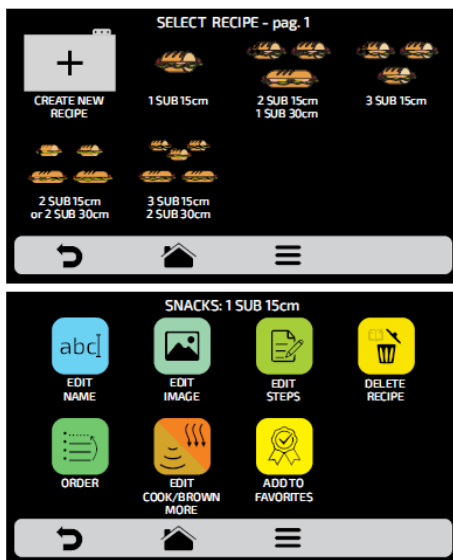 SELECT RECIPE - pag. 1
CREATE NEW
RECIPE
1 SUB 15cm
2 SUB 15cm
1 SUB 30cm
3 SUB 15cm
2 SUB 15cm
or 2 SUB 30cm
3 SUB 15cm
2 SUB 30cm
SNACKS: 1 SUB 15cm
abc
EDIT
NAME
EDIT
IMAGE
EDIT
STEPS
DELETE
RECIPE
ORDER
EDIT
COOK/BROWN
MORE
ADD TO
FAVORITES